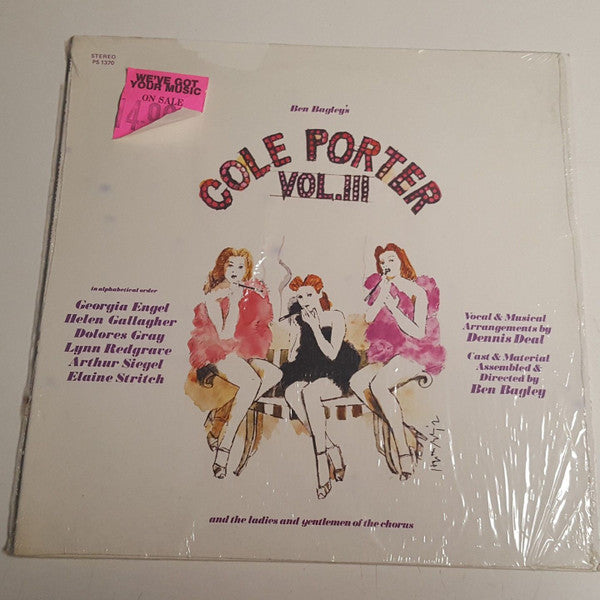 STEREO
PS 1370
WE'VE GOT
YOUR MUSIC
ON SALE
Ben Bagley's
COLE PORTER
VOL.III
in alphabetical order
Georgia Engel
Helen Gallagher
Dolores Gray
Lynn Redgrave
Arthur Siegel
Elaine Stritch
Vocal & Musical
Arrangements by
Dennis Deal
Cast & Material
Assembled &
Directed by
Ben Bagley
and the ladies and gentlemen of the chorus